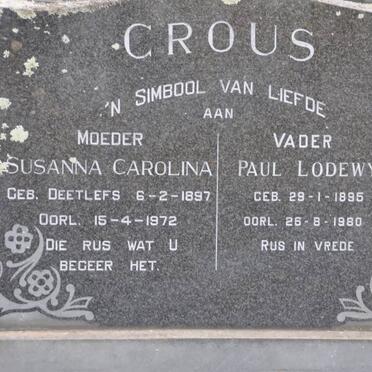 CROUS
'N SIMBOOL VAN LIEFDE
AAN
MOEDER
SUSANNA CAROLINA
GEB. DEETLEFS 6-2-1897
OORL. 15-4-1972
DIE RUS WAT U
BEGEER HET.
VADER
PAUL LODEWY
GEB. 29-1-1895
OORL. 26-8-1980
RUS IN VREDE